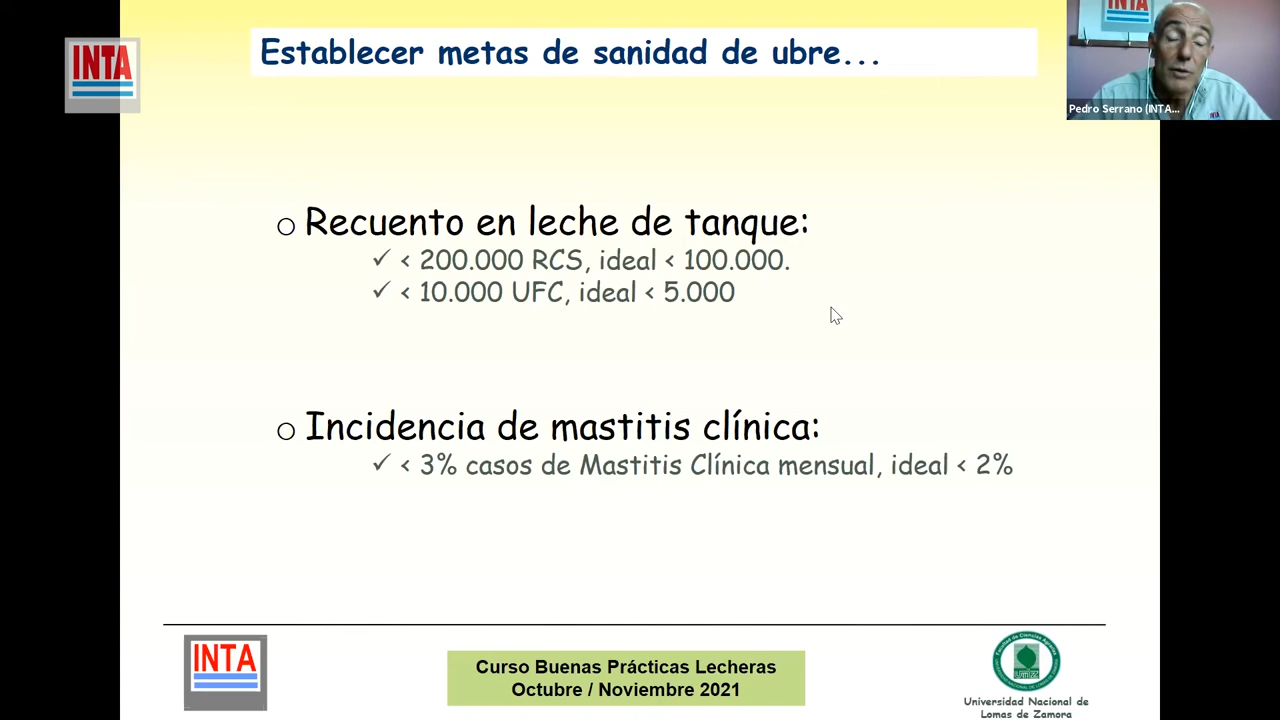 INTA
Establecer metas de sanidad de ubre...
INTA
Pedro Serrano (INTA...
o Recuento en leche de tanque:
✓ < 200.000 RCS, ideal < 100.000.
✓ < 10.000 UFC, ideal < 5.000
o Incidencia de mastitis clínica:
✓ < 3% casos de Mastitis Clínica mensual, ideal < 2%
INTA
Curso Buenas Prácticas Lecheras
Octubre / Noviembre 2021
Universidad Nacional de
Lomas de Zamora